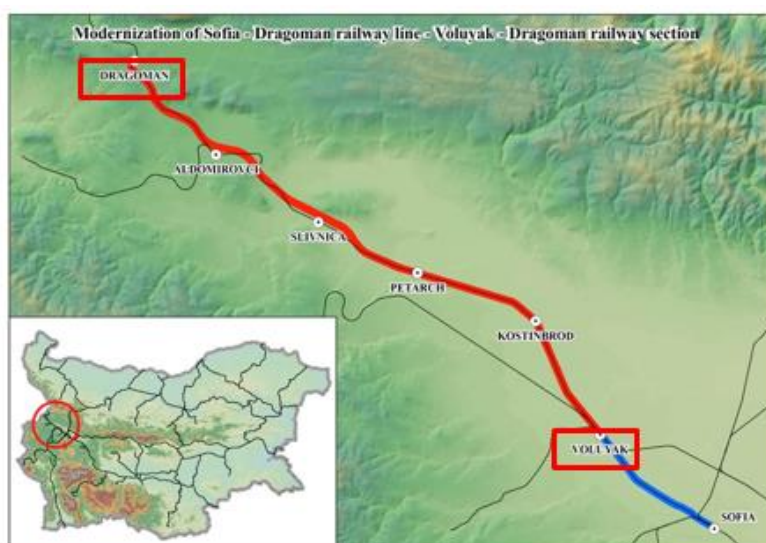 Modernization of Sofia - Dragoman railway line - Voluyak - Dragoman railway section
DRAGOMAN
ALDOMIROVCI
SLIVNICA
PETARCH
KOSTINBROD
VOLUYAK
SOFIA